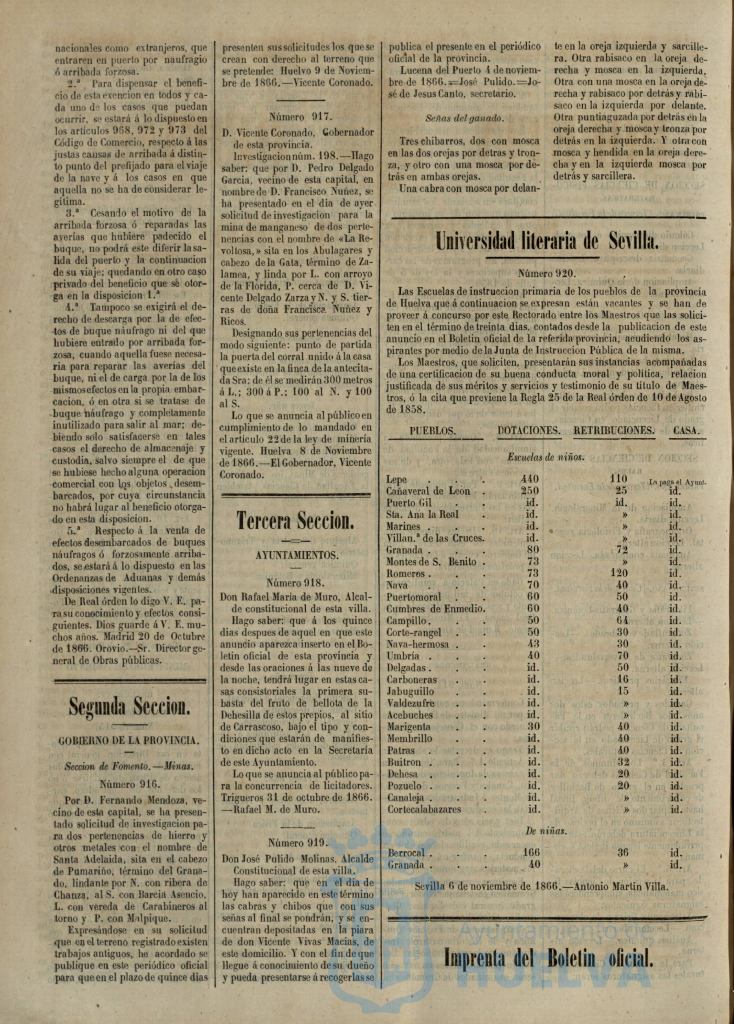 nacionales como extranjeros, que
entraren en puerto por naufragio
ó arribada forzosa.
2.ª Para dispensar el benefi-
cio de esta exencion en todos y ca-
da uno de los casos que puedan
ocurrir, se estará á lo dispuesto en
los artículos 968, 972 y 973 del
Código de Comercio, respecto á las
justas causas de arribada á distin-
to punto del prefijado para el viaje
de la nave y á los casos en que
aquella no se ha de considerar le-
gítima.
3.ª Cesando el motivo de la
arribada forzosa ó reparadas las
averías que hubiere padecido el
buque, no podrá este diferir la sa-
lida del puerto y la continuacion
de su viaje; quedando en otro caso
privado del beneficio que se otor-
ga en la disposicion 1.ª
4.ª Tampoco se exigirá el de-
recho de descarga por la de efec-
tos de buque náufrago ni del que
hubiere entrado por arribada for-
zosa, cuando aquella fuese necesa-
ria para reparar las averías del
buque, ni el de carga por la de los
mismos efectos en la propia embar-
cacion, ó en otra si se tratase de
buque náufrago y completamente
inutilizado para salir al mar; de-
biendo solo satisfacerse en tales
casos el derecho de almacenaje y
custodia, salvo siempre el de que
se hubiese hecho alguna operacion
comercial con los objetos desem-
barcados, por cuya circunstancia
no habrá lugar al beneficio otorga-
do en esta disposicion.
5.ª Respecto á la venta de
efectos desembarcados de buques
náufragos ó forzosamente arriba-
dos, se estará á lo dispuesto en las
Ordenanzas de Aduanas y demás
disposiciones vigentes.
De Real órden lo digo V. E. pa-
ra su conocimiento y efectos consi-
guientes. Dios guarde á V. E. mu-
chos años. Madrid 20 de Octubre
de 1866. Orovio.—Sr. Director ge-
neral de Obras públicas.
Segunda Seccion.
GOBIERNO DE LA PROVINCIA.
Seccion de Fomento.—Minas.
Número 916.
Por D. Fernando Mendoza, ve-
cino de esta capital, se ha presen-
tado solicitud de investigacion pa-
ra dos pertenencias de hierro y
otros metales con el nombre de
Santa Adelaida, sita en el cabezo
de Pumariño, término del Grana-
do, lindante por N. con ribera de
Chanza, al S. con Barcia Asencio,
L. con vereda de Carabineros al
torno y P. con Malpique.
Expresándose en su solicitud
que en el terreno registrado existen
trabajos antiguos, he acordado se
publique en este periódico oficial
para que en el plazo de quince dias
presenten sus solicitudes los que se
crean con derecho al terreno que
se pretende: Huelvo 9 de Noviem-
bre de 1866.—Vicente Coronado.
Número 917.
D. Vicente Coronado, Gobernador
de esta provincia.
Investigacion núm. 198.—Hago
saber: que por D. Pedro Delgado
Garcia, vecino de esta capital, en
nombre de D. Francisco Nuñez, se
ha presentado en el dia de ayer
solicitud de investigacion para la
mina de manganeso de dos perte-
nencias con el nombre de «La Re-
voltosa,» sita en los Abulagares y
cabezo de la Gata, término de Za-
lamea, y linda por L. con arroyo
de la Florida, P. cerca de D. Vi-
cente Delgado Zarza y N. y S. tier-
ras de doña Francisca Nuñez y
Ricos.
Designando sus pertenencias del
modo siguiente: punto de partida
la puerta del corral unido á la casa
que existe en la finca de la antecita-
da Sra: de él se medirán 300 metros
á L.; 300 á P.; 100 al N. y 100
al S.
Lo que se anuncia al público en
cumplimiento de lo mandado en
el artículo 22 de la ley de minería
vigente. Huelva 8 de Noviembre
de 1866.—El Gobernador, Vicente
Coronado.
Tercera Seccion.
AYUNTAMIENTOS.
Número 918.
Don Rafael Maria de Muro, Alcal-
de constitucional de esta villa.
Hago saber: que á los quince
dias despues de aquel en que este
anuncio aparezca inserto en el Bo-
letin oficial de esta provincia y
desde las oraciones á las nueve de
la noche, tendrá lugar en estas ca-
sas consistoriales la primera su-
basta del fruto de bellota de la
Dehesilla de estos propios, al sitio
de Carrascoso, bajo el tipo y con-
diciones que estarán de manifies-
to en dicho acto en la Secretaría
de este Ayuntamiento.
Lo que se anuncia al público pa-
ra la concurrencia de licitadores.
Trigueros 31 de octubre de 1866.
—Rafael M. de Muro.
Número 919.
Don José Pulido Molinas, Alcalde
Constitucional de esta villa.
Hago saber: que en el dia de
hoy han aparecido en este término
las cabras y chibos que con sus
señas al final se pondrán, y se en-
cuentran depositadas en la piara
de don Vicente Vivas Macias, de
este domicilio. Y con el fin de que
llegue á conocimiento de su dueño
y pueda presentarse á recogerlas se
publica el presente en el periódico
oficial de la provincia.
Lucena del Puerto 4 de noviem-
bre de 1866.—José Pulido.—Jo-
sé de Jesus Canto, secretario.
Señas del ganado.
Tres chibarros, dos con mosca
en las dos orejas por detras y tron-
za, y otro con una mosca por de-
trás en ambas orejas.
Una cabra con mosca por delan-
te en la oreja izquierda y sarcille-
ra. Otra rabisaco en la oreja de-
recha y mosca en la izquierda.
Otra con una mosca en la oreja de-
recha y rabisaco por detrás y rabi-
saco en la izquierda por delante.
Otra puntiaguzada por detrás en la
oreja derecha y mosca y tronza por
detrás en la izquierda. Y otra con
mosca y hendida en la oreja dere-
cha y en la izquierda mosca por
detrás y sarcillera.
Universidad literaria de Sevilla.
Número 920.
Las Escuelas de instruccion primaria de los pueblos de la provincia
de Huelva que á continuacion se expresan están vacantes y se han de
proveer á concurso por este Rectorado entre los Maestros que las solici-
ten en el término de treinta dias, contados desde la publicacion de este
anuncio en el Boletin oficial de la referida provincia, acudiendo los as-
pirantes por medio de la Junta de Instruccion Pública de la misma.
Los Maestros, que soliciten, presentarán sus instancias acompañadas
de una certificacion de su buena conducta moral y política, relacion
justificada de sus méritos y servicios y testimonio de su título de Maes-
tros, ó la cita que previene la Regla 25 de la Real órden de 10 de Agosto
de 1858.
PUEBLOS. DOTACIONES. RETRIBUCIONES. CASA.
Escuelas de niños.
Lepe . . . 440 110 La paga el Ayunt.
Cañaveral de Leon . . 250 25 id.
Puerto Gil . . id. id. id.
Sta. Ana la Real . id. » id.
Marines . . . id. » id.
Villan.ª de las Cruces. id. » id.
Granada . . . 80 72 id.
Montes de S. Benito . 73 » id.
Romeros . . . 73 120 id.
Nava . . . 70 40 id.
Puertomoral . . 60 50 id.
Cumbres de Enmedio. 60 40 id.
Campillo . . . 50 64 id.
Corte-rangel . . 50 30 id.
Nava-hermosa . . 43 30 id.
Umbría . . . 40 70 id.
Delgadas . . . id. 50 id.
Carboneras . . id. 16 id.
Jabuguillo . . id. 15 id.
Valdezufre . . id. » id.
Acebuches . . id. » id.
Marigenta . . 30 40 id.
Membrillo . . id. 40 id.
Patras . . . id. 40 id.
Buitron . . . id. 32 id.
Dehesa . . . id. 20 id.
Pozuelo . . . id. 20 id.
Canaleja . . . id. » id.
Cortecalabazares . id. » id.
De niñas.
Berrocal . . . 166 36 id.
Granada . . . 40 » id.
Sevilla 6 de noviembre de 1866.—Antonio Martin Villa.
Imprenta del Boletin oficial.
Ayuntamiento de
HUELVA